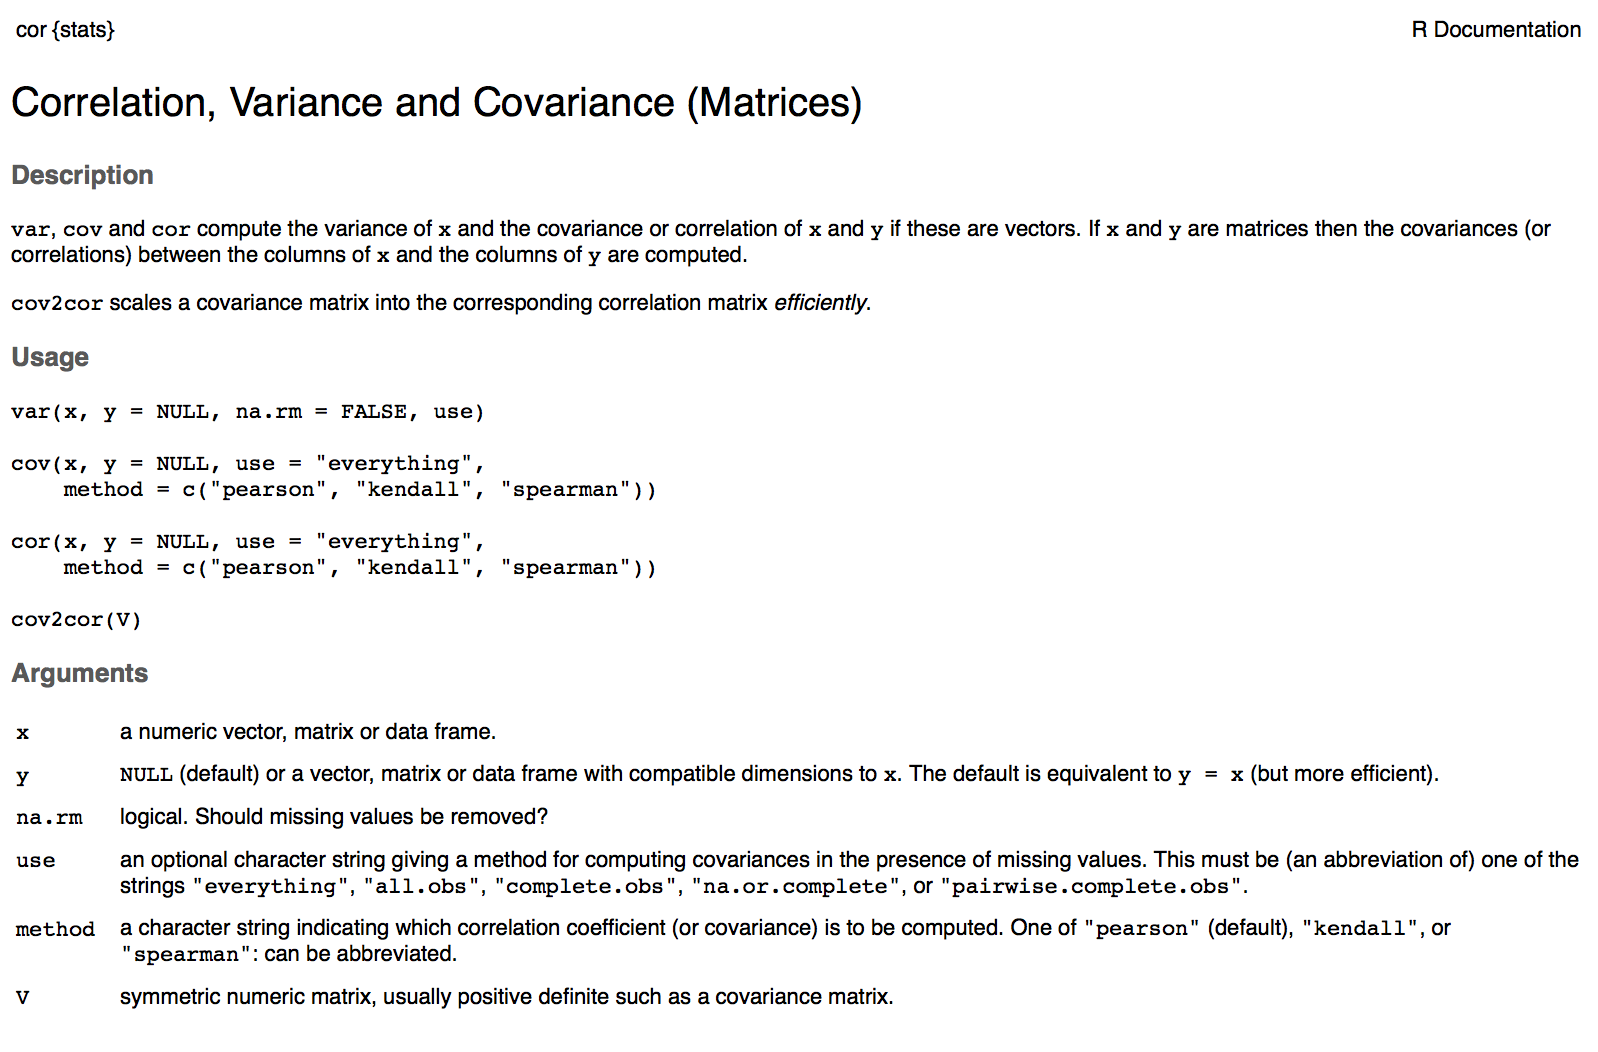 cor {stats}
R Documentation
Correlation, Variance and Covariance (Matrices)
Description
var, cov and cor compute the variance of x and the covariance or correlation of x and y if these are vectors. If x and y are matrices then the covariances (or
correlations) between the columns of x and the columns of y are computed.
cov2cor scales a covariance matrix into the corresponding correlation matrix efficiently.
Usage
var(x, y = NULL, na.rm = FALSE, use)
cov(x, y = NULL, use = "everything",
    method = c("pearson", "kendall", "spearman"))
cor(x, y = NULL, use = "everything",
    method = c("pearson", "kendall", "spearman"))
cov2cor(V)
Arguments
x a numeric vector, matrix or data frame.
y NULL (default) or a vector, matrix or data frame with compatible dimensions to x. The default is equivalent to y = x (but more efficient).
na.rm logical. Should missing values be removed?
use an optional character string giving a method for computing covariances in the presence of missing values. This must be (an abbreviation of) one of the
strings "everything", "all.obs", "complete.obs", "na.or.complete", or "pairwise.complete.obs".
method a character string indicating which correlation coefficient (or covariance) is to be computed. One of "pearson" (default), "kendall", or
"spearman": can be abbreviated.
V symmetric numeric matrix, usually positive definite such as a covariance matrix.